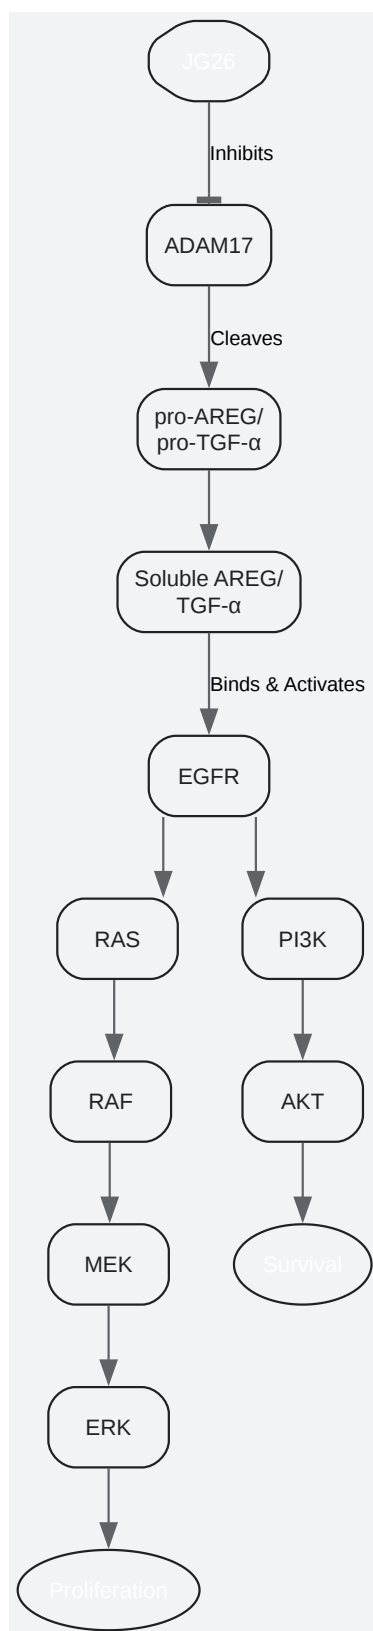 JG26
Inhibits
ADAM17
Cleaves
pro-AREG/
pro-TGF-α
Soluble AREG/
TGF-α
Binds & Activates
EGFR
RAS
PI3K
RAF
AKT
MEK
Survival
ERK
Proliferation